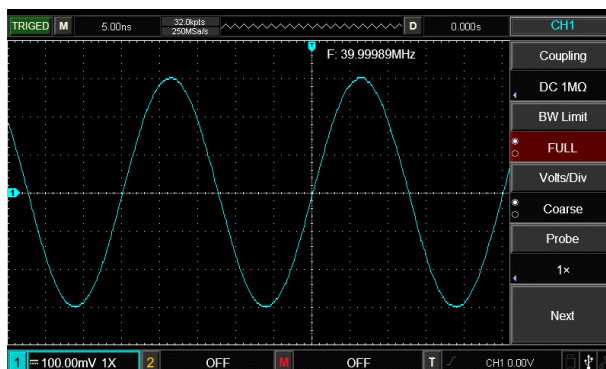 TRIGED M 5.00ns 32.0kpts D 0.000s CH1
250MSa/s
T
F: 39.99989MHz
Coupling
DC 1MΩ
BW Limit
FULL
Volts/Div
1
Coarse
Probe
1×
Next
1 100.00mV 1X 2 OFF M OFF T CH1 0.00V